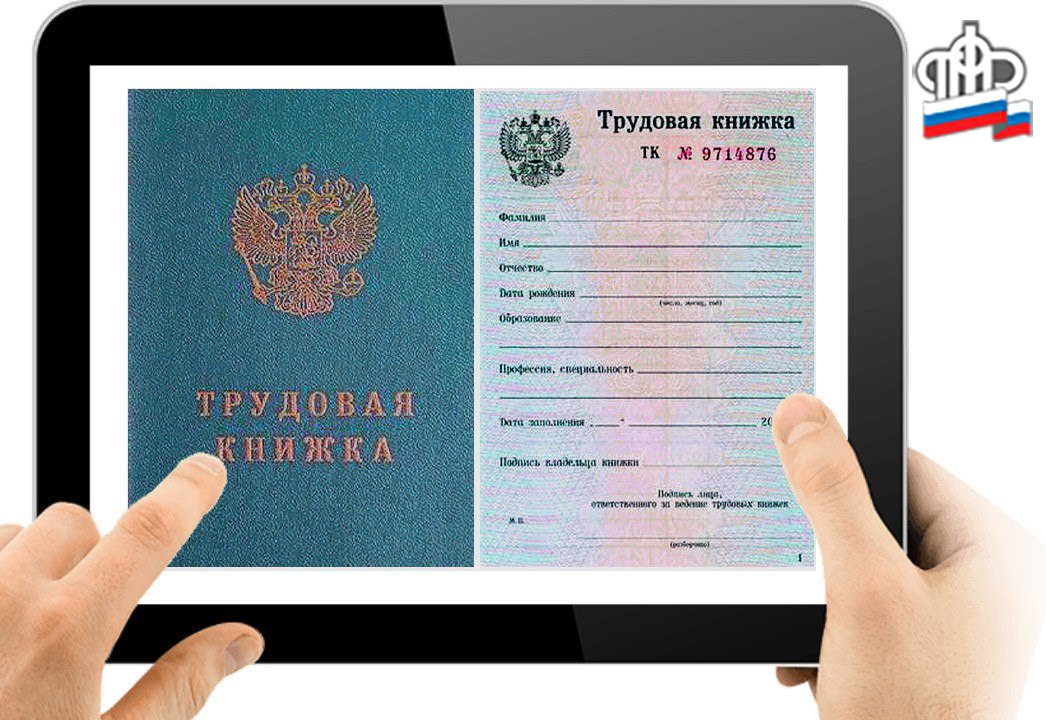 ТРУДОВАЯ
КНИЖКА
Трудовая книжка
ТК № 9714876
Фамилия
Имя
Отчество
Дата рождения
(число, месяц, год)
Образование
Профессия, специальность
Дата заполнения 20
Подпись владельца книжки
Подпись лица,
ответственного за ведение трудовых книжек
М.П.
(разборчиво)
1
ПФР